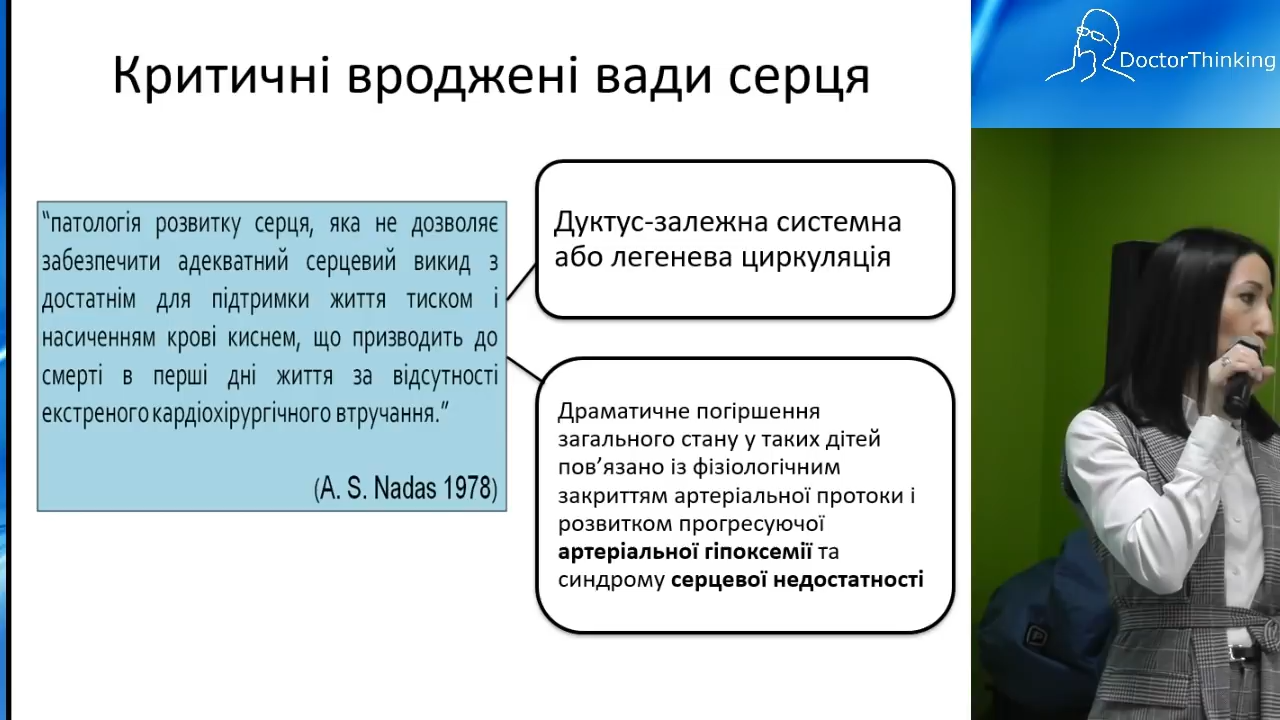 Критичні вроджені вади серця
DoctorThinking
“патологія розвитку серця, яка не дозволяє
забезпечити адекватний серцевий викид з
достатнім для підтримки життя тиском і
насиченням крові киснем, що призводить до
смерті в перші дні життя за відсутності
екстреного кардіохірургічного втручання.”
(A. S. Nadas 1978)
Дуктус-залежна системна
або легенева циркуляція
Драматичне погіршення
загального стану у таких дітей
пов’язано із фізіологічним
закриттям артеріальної протоки і
розвитком прогресуючої
артеріальної гіпоксемії та
синдрому серцевої недостатності